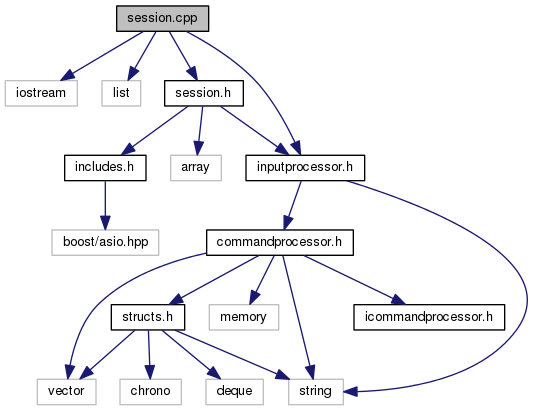 session.cpp
iostream
list
session.h
includes.h
array
inputprocessor.h
boost/asio.hpp
commandprocessor.h
structs.h
memory
icommandprocessor.h
vector
chrono
deque
string